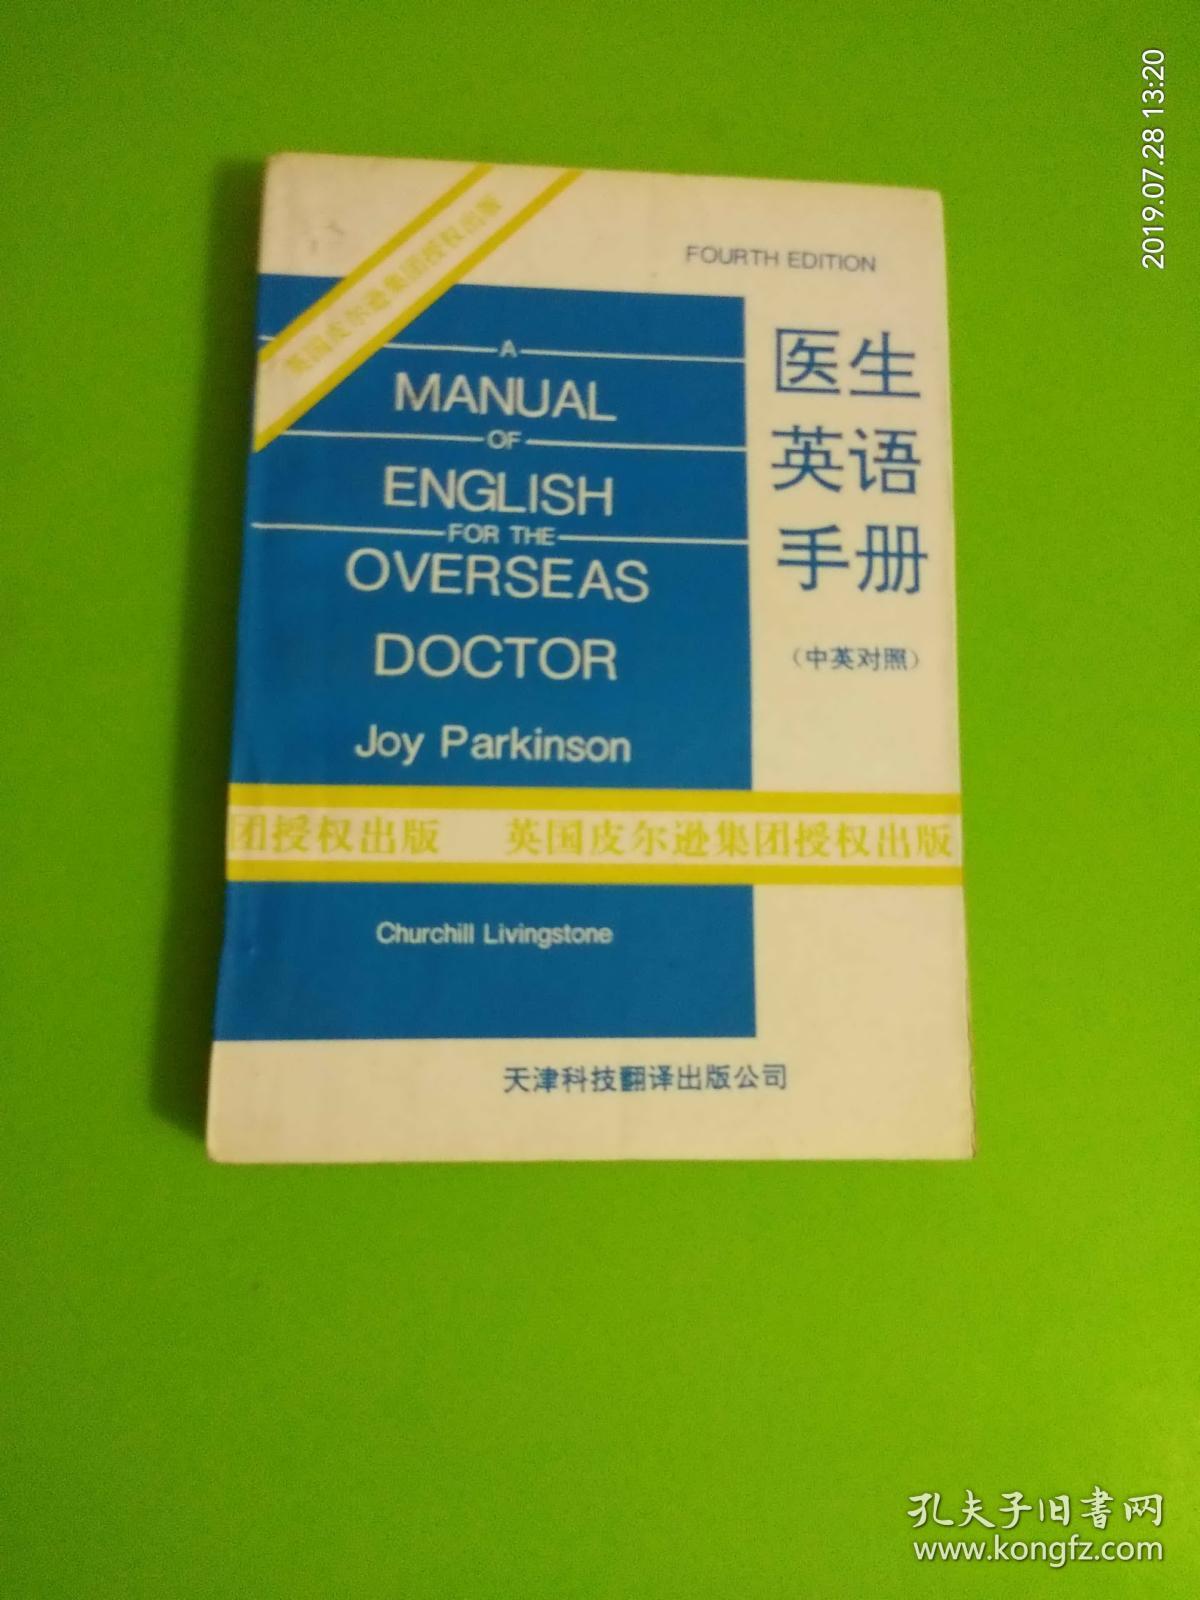 2019.07.28 13:20
英国皮尔逊集团授权出版
FOURTH EDITION
A
MANUAL
OF
ENGLISH
FOR THE
OVERSEAS
DOCTOR
Joy Parkinson
医生
英语
手册
（中英对照）
团授权出版 英国皮尔逊集团授权出版
Churchill Livingstone
天津科技翻译出版公司
孔夫子旧书网
www.kongfz.com